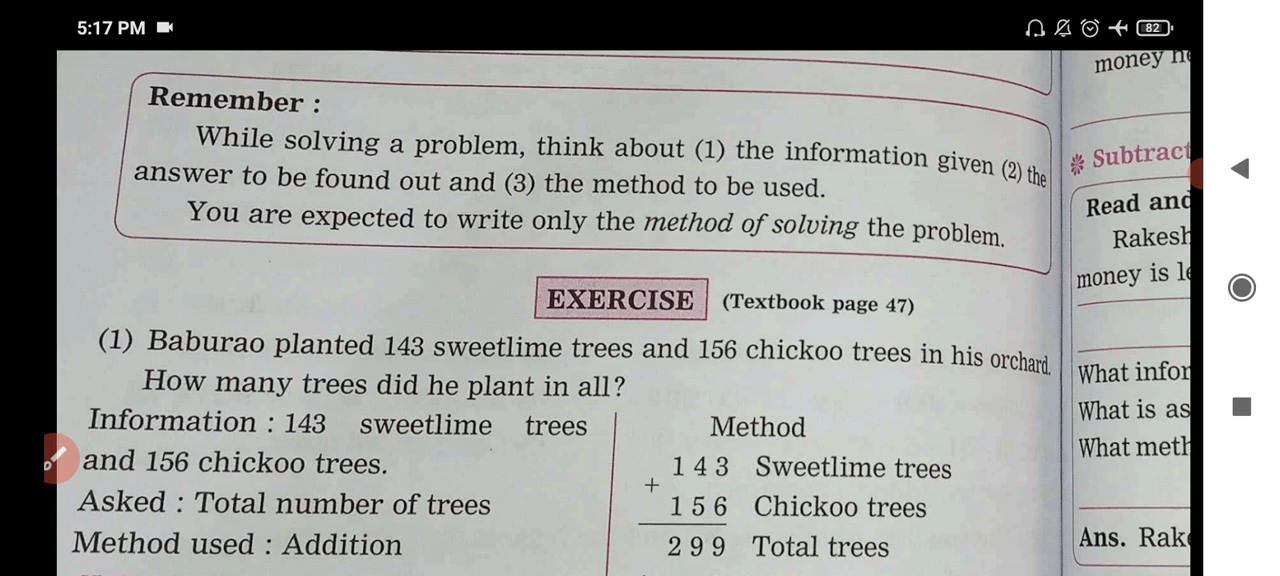 5:17 PM
82
Remember :
While solving a problem, think about (1) the information given (2) the
answer to be found out and (3) the method to be used.
You are expected to write only the method of solving the problem.
EXERCISE (Textbook page 47)
(1) Baburao planted 143 sweetlime trees and 156 chickoo trees in his orchard.
How many trees did he plant in all?
Information : 143 sweetlime trees
and 156 chickoo trees.
Asked : Total number of trees
Method used : Addition
Method
1 4 3 Sweetlime trees
+
1 5 6 Chickoo trees
2 9 9 Total trees
money
Subtract
Read and
Rakesh
money is
What infor
What is as
What meth
Ans. Rak